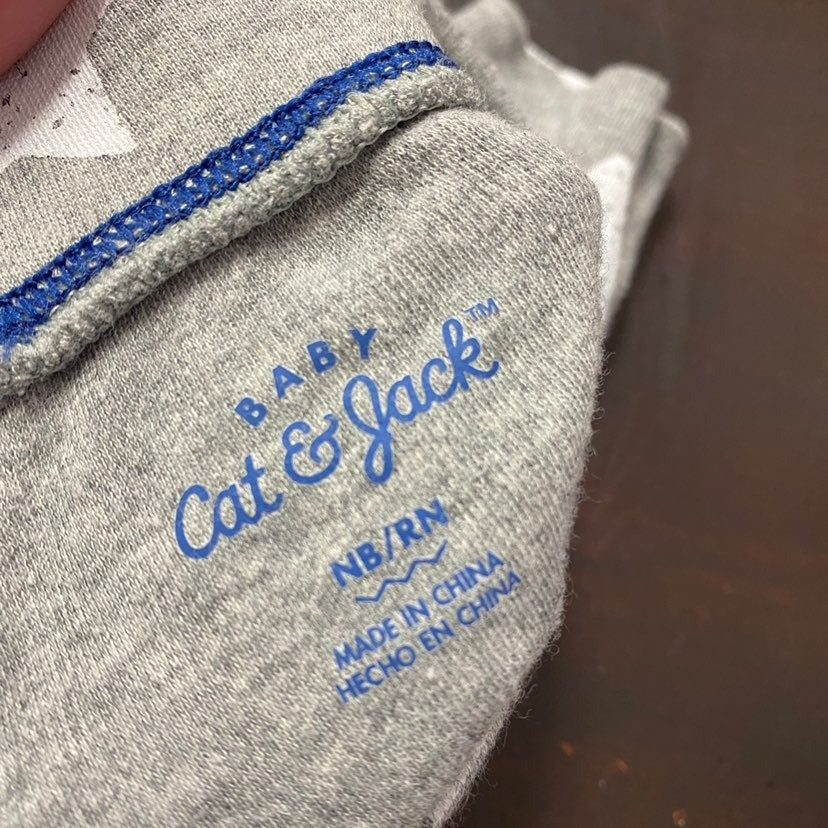 BABY
Cat & Jack™
NB/RN
MADE IN CHINA
HECHO EN CHINA